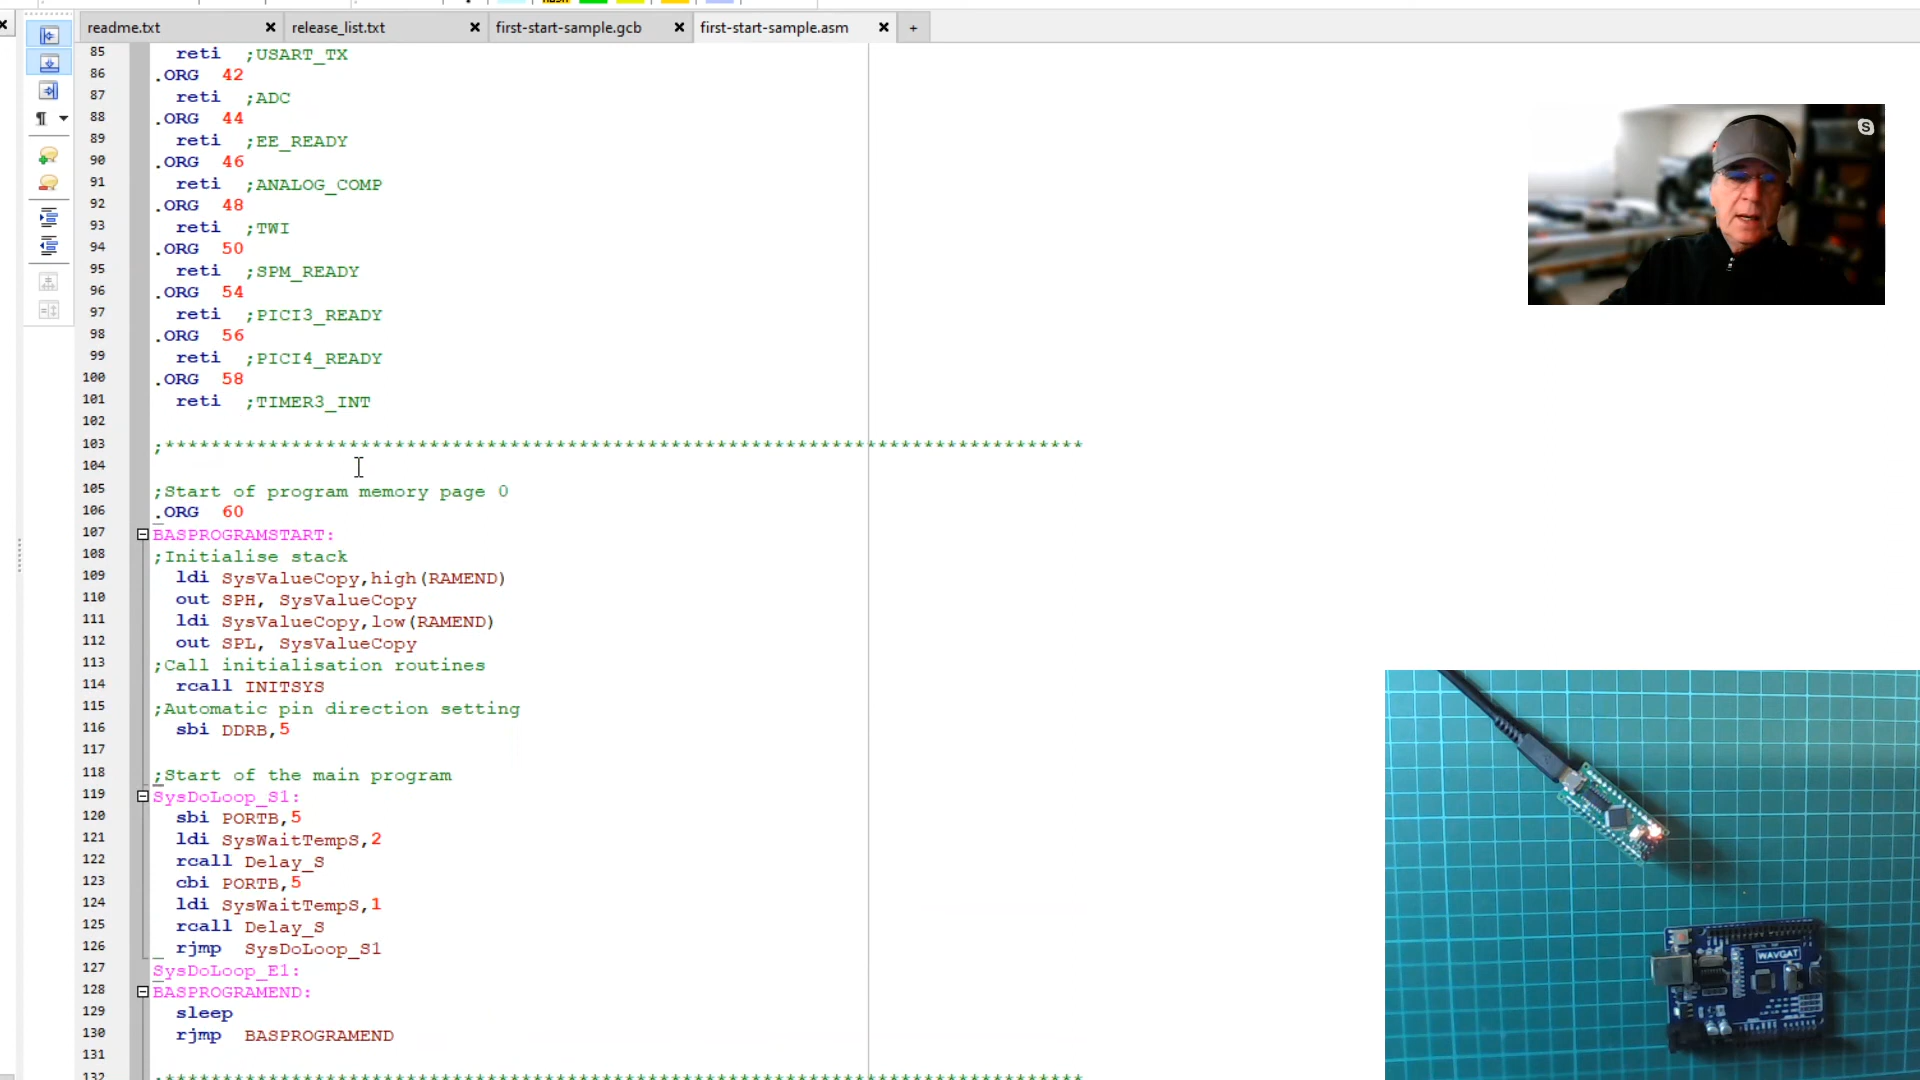 readme.txt
release_list.txt
first-start-sample.gcb
first-start-sample.asm
+
85 reti ;USART_TX
86 .ORG 42
87 reti ;ADC
88 .ORG 44
89 reti ;EE_READY
90 .ORG 46
91 reti ;ANALOG_COMP
92 .ORG 48
93 reti ;TWI
94 .ORG 50
95 reti ;SPM_READY
96 .ORG 54
97 reti ;PICI3_READY
98 .ORG 56
99 reti ;PICI4_READY
100 .ORG 58
101 reti ;TIMER3_INT
102
103 ;********************************************************************************
104
105 ;Start of program memory page 0
106 .ORG 60
107 BASPROGRAMSTART:
108 ;Initialise stack
109 ldi SysValueCopy,high(RAMEND)
110 out SPH, SysValueCopy
111 ldi SysValueCopy,low(RAMEND)
112 out SPL, SysValueCopy
113 ;Call initialisation routines
114 rcall INITSYS
115 ;Automatic pin direction setting
116 sbi DDRB,5
117
118 ;Start of the main program
119 SysDoLoop_S1:
120 sbi PORTB,5
121 ldi SysWaitTempS,2
122 rcall Delay_S
123 cbi PORTB,5
124 ldi SysWaitTempS,1
125 rcall Delay_S
126 rjmp SysDoLoop_S1
127 SysDoLoop_E1:
128 BASPROGRAMEND:
129 sleep
130 rjmp BASPROGRAMEND
131
132 ;********************************************************************************
WAVGAT